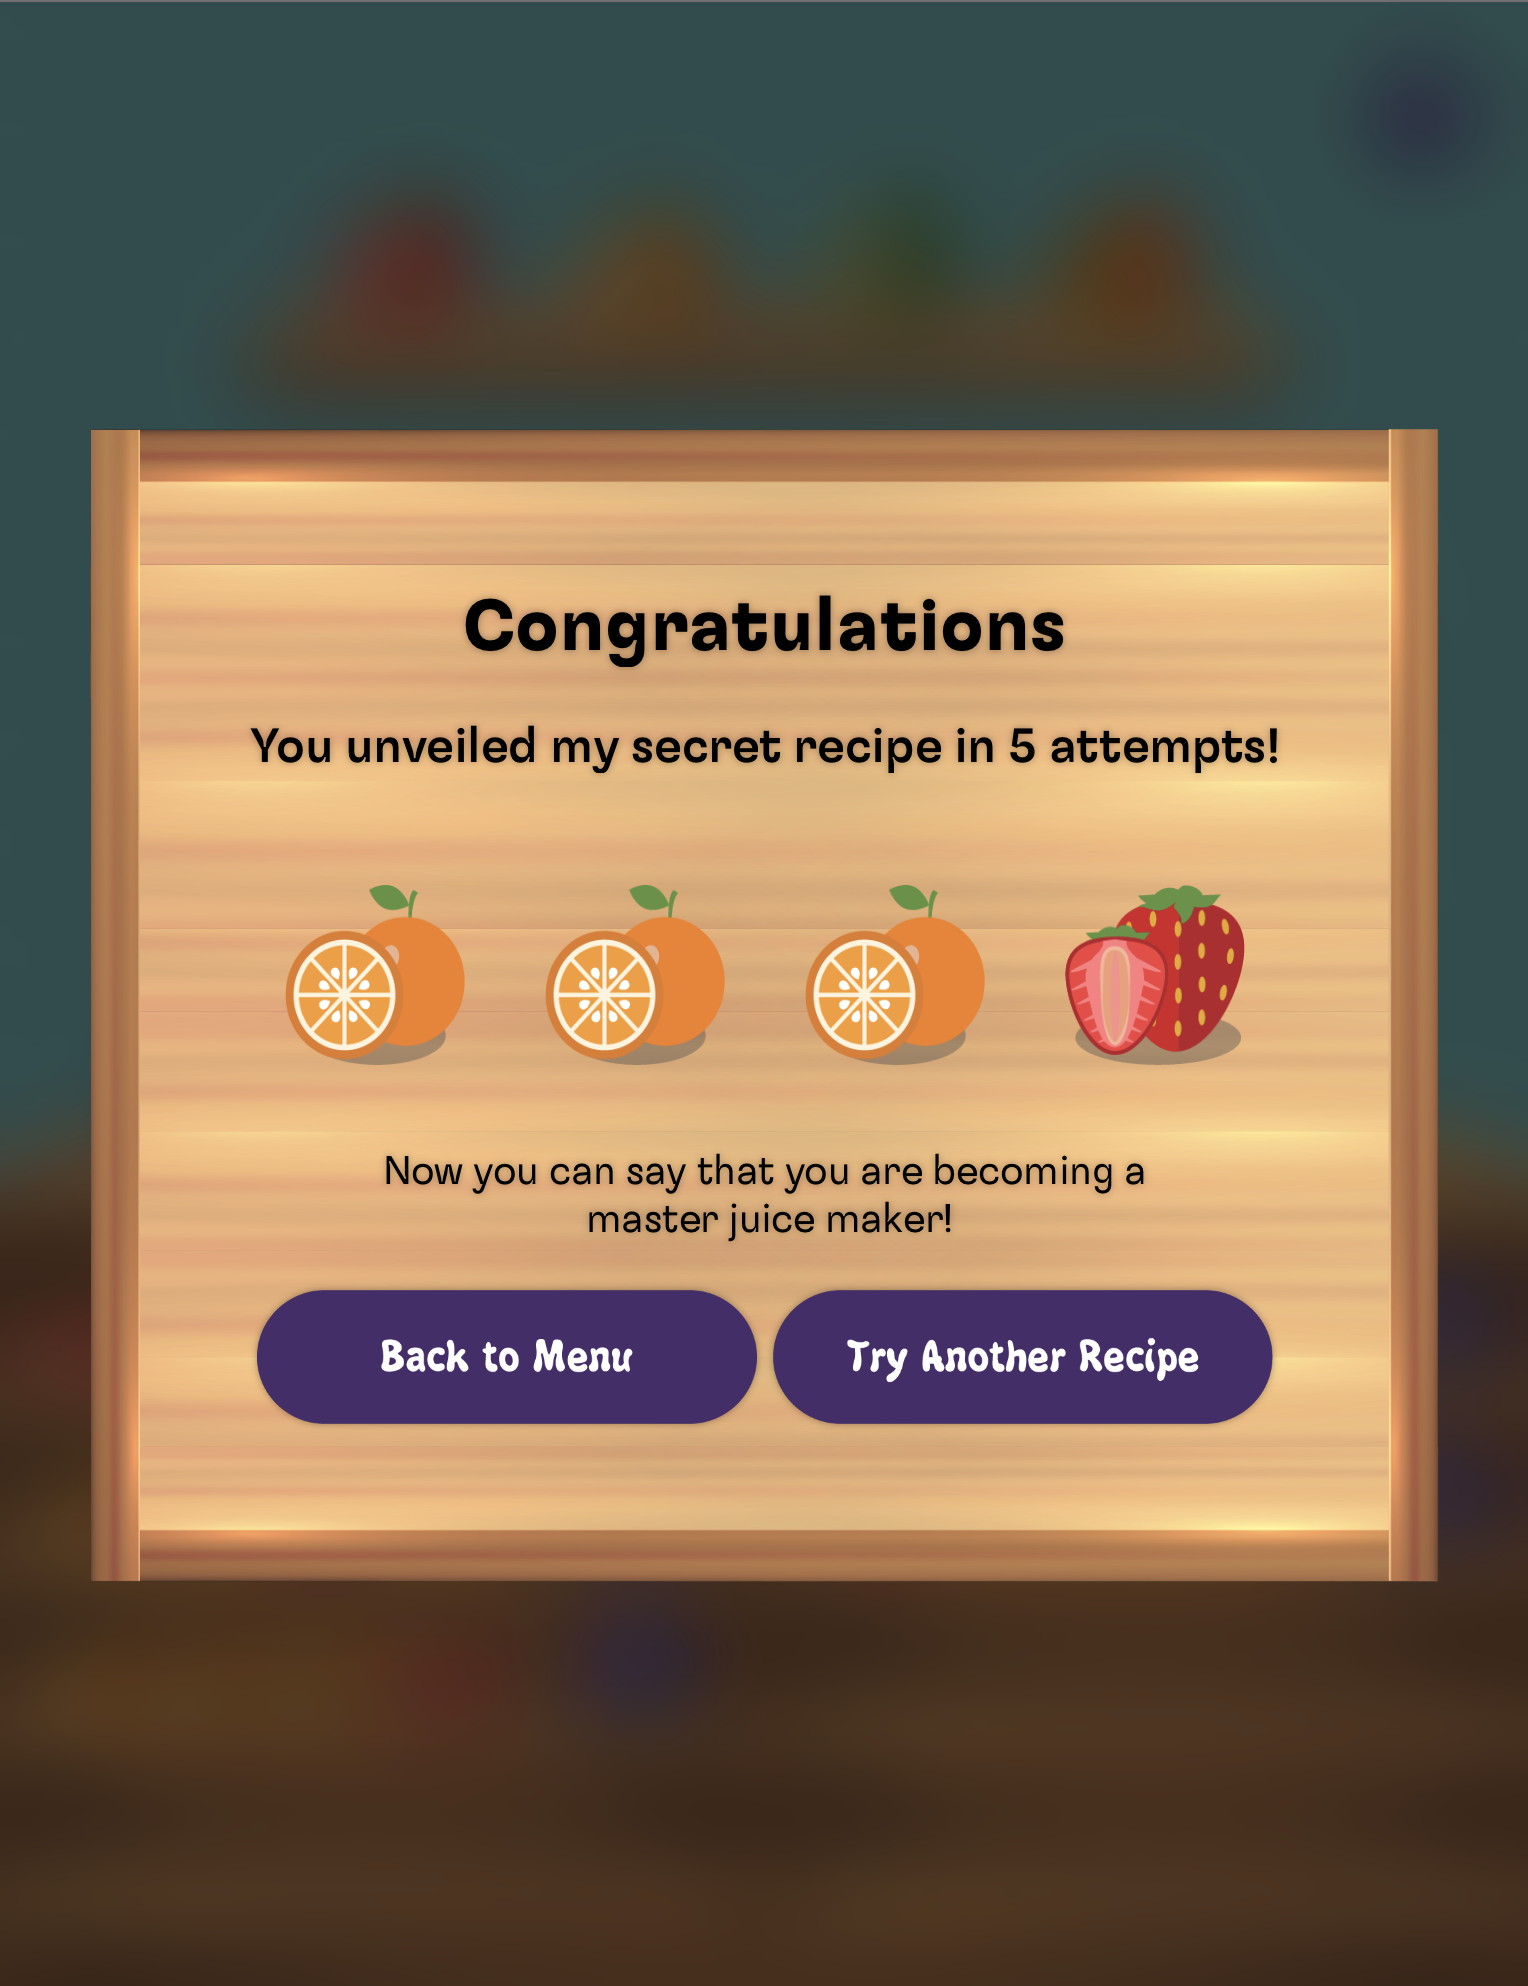 Congratulations
You unveiled my secret recipe in 5 attempts!
Now you can say that you are becoming a
master juice maker!
Back to Menu
Try Another Recipe